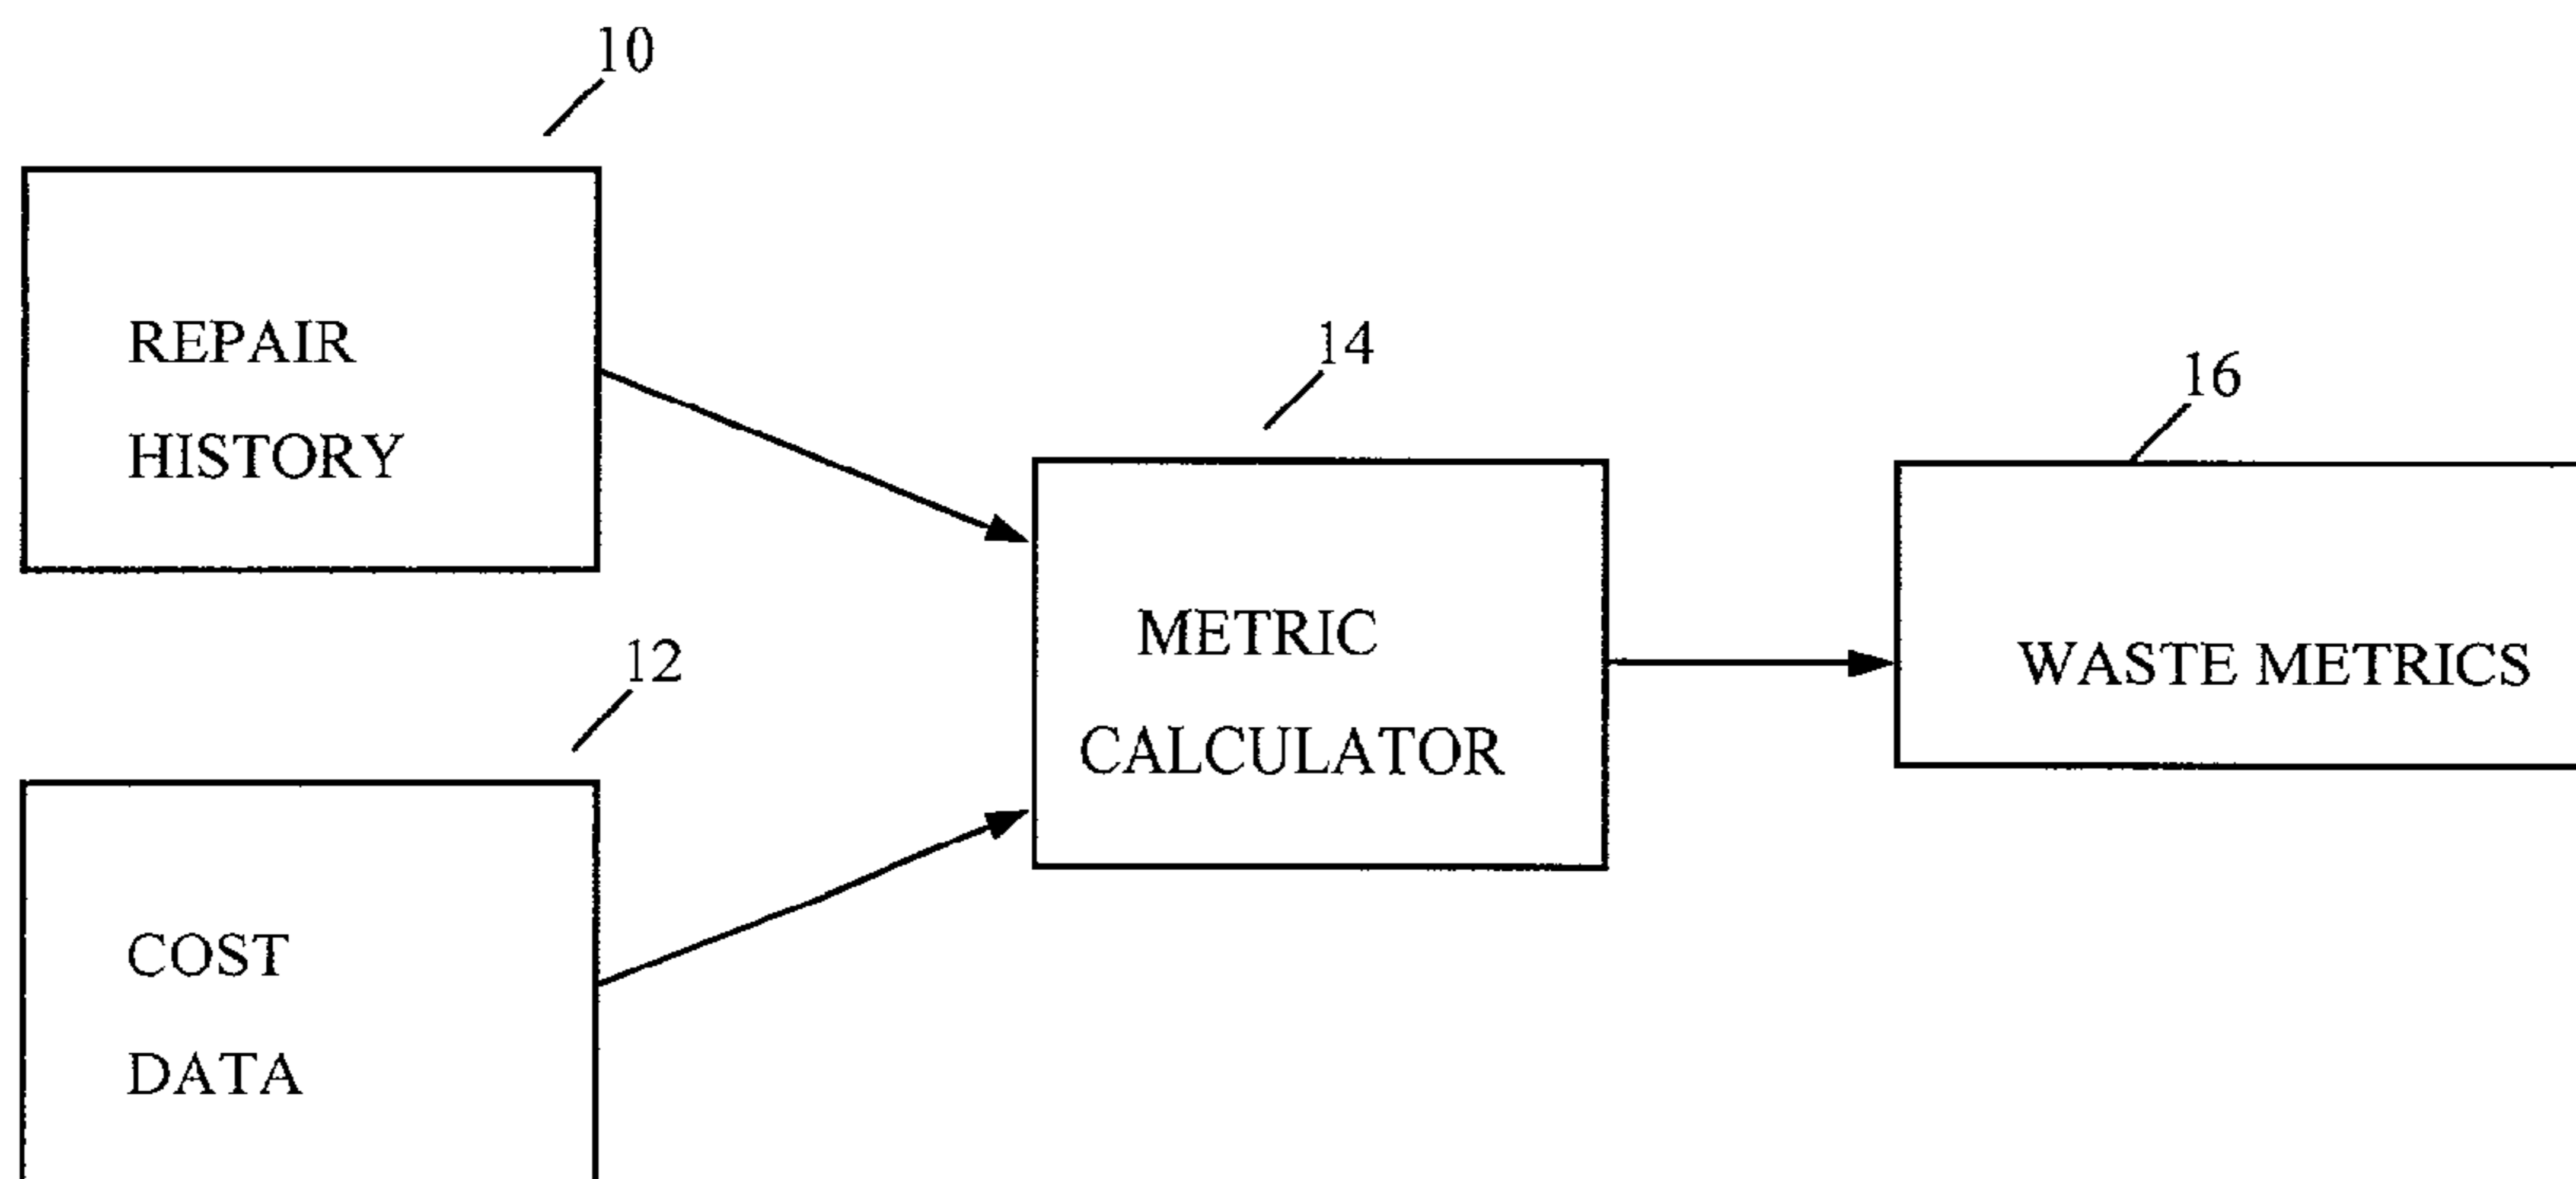 10
REPAIR
HISTORY
12
COST
DATA
14
METRIC
CALCULATOR
16
WASTE METRICS